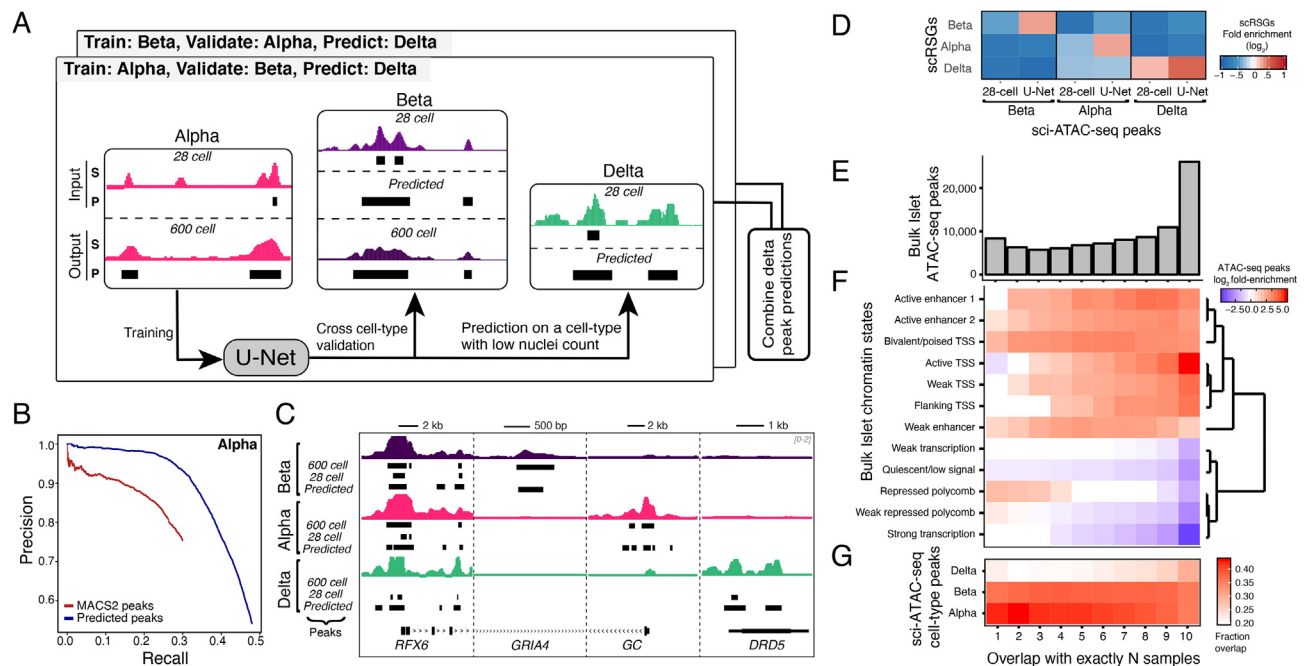 A
Train: Beta, Validate: Alpha, Predict: Delta
Train: Alpha, Validate: Beta, Predict: Delta
Alpha
28 cell
Input
S
P
600 cell
Output
S
P
Beta
28 cell
Predicted
600 cell
Delta
28 cell
Predicted
Training
U-Net
Cross cell-type
validation
Prediction on a cell-type
with low nuclei count
Combine delta
peak predictions
B
Alpha
Precision
1.0
0.9
0.8
0.7
0.6
MACS2 peaks
Predicted peaks
0.0
0.1
0.2
0.3
0.4
0.5
Recall
C
2 kb
500 bp
2 kb
1 kb
[0-2]
Beta
600 cell
28 cell
Predicted
Alpha
600 cell
28 cell
Predicted
Delta
600 cell
28 cell
Predicted
Peaks
RFX6
GRIA4
GC
DRD5
D
scRSGs
Beta
Alpha
Delta
28-cell
U-Net
28-cell
U-Net
28-cell
U-Net
Beta
Alpha
Delta
sci-ATAC-seq peaks
scRSGs
Fold enrichment
(log2)
-1
-.5
0
.5
1
E
Bulk Islet
ATAC-seq peaks
20,000
10,000
0
F
ATAC-seq peaks
log2 fold-enrichment
-2.5
0.0
2.5
5.0
Bulk Islet chromatin states
Active enhancer 1
Active enhancer 2
Bivalent/poised TSS
Active TSS
Weak TSS
Flanking TSS
Weak enhancer
Weak transcription
Quiescent/low signal
Repressed polycomb
Weak repressed polycomb
Strong transcription
G
sci-ATAC-seq
cell-type peaks
Delta
Beta
Alpha
1
2
3
4
5
6
7
8
9
10
Overlap with exactly N samples
0.40
0.35
0.30
0.25
0.20
Fraction
overlap